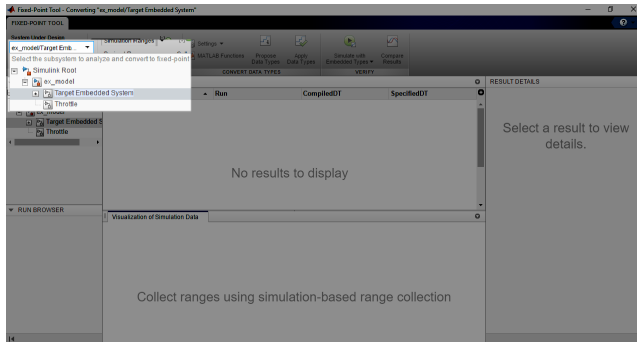 Fixed-Point Tool - Converting "ex_model/Target Embedded System"
FIXED-POINT TOOL
System Under Design
ex_model/Target Emb...
Simulation Ranges
Settings
MATLAB Functions
Propose
Data Types
Apply
Data Types
Simulate with
Embedded Types
Compare
Results
Select the subsystem to analyze and convert to fixed-point
CONVERT DATA TYPES
VERIFY
Simulink Root
ex_model
Target Embedded System
Throttle
RESULT DETAILS
Run
CompiledDT
SpecifiedDT
ex_model
Target Embedded S
Throttle
Select a result to view
details.
No results to display
RUN BROWSER
Visualization of Simulation Data
Collect ranges using simulation-based range collection